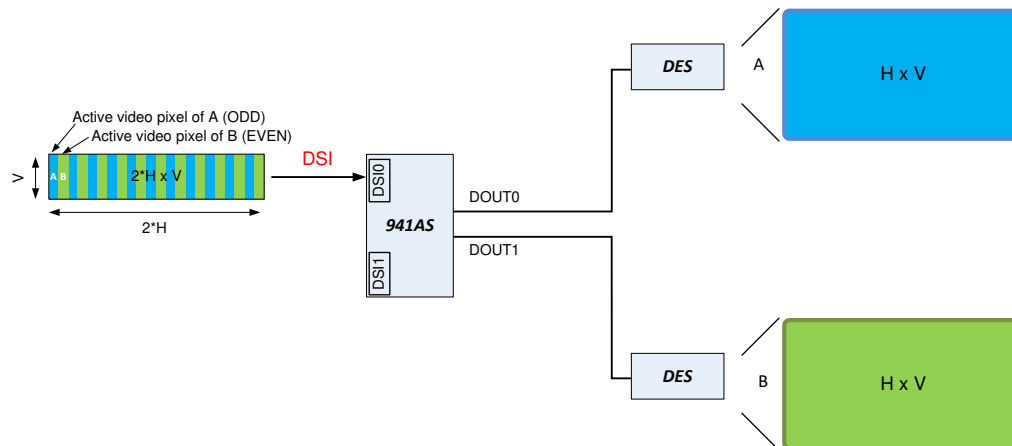 Active video pixel of A (ODD)
Active video pixel of B (EVEN)
V
A B 2*H x V
2*H
DSI
DSI0
941AS
DSI1
DOUT0
DOUT1
DES
A
H x V
DES
B
H x V